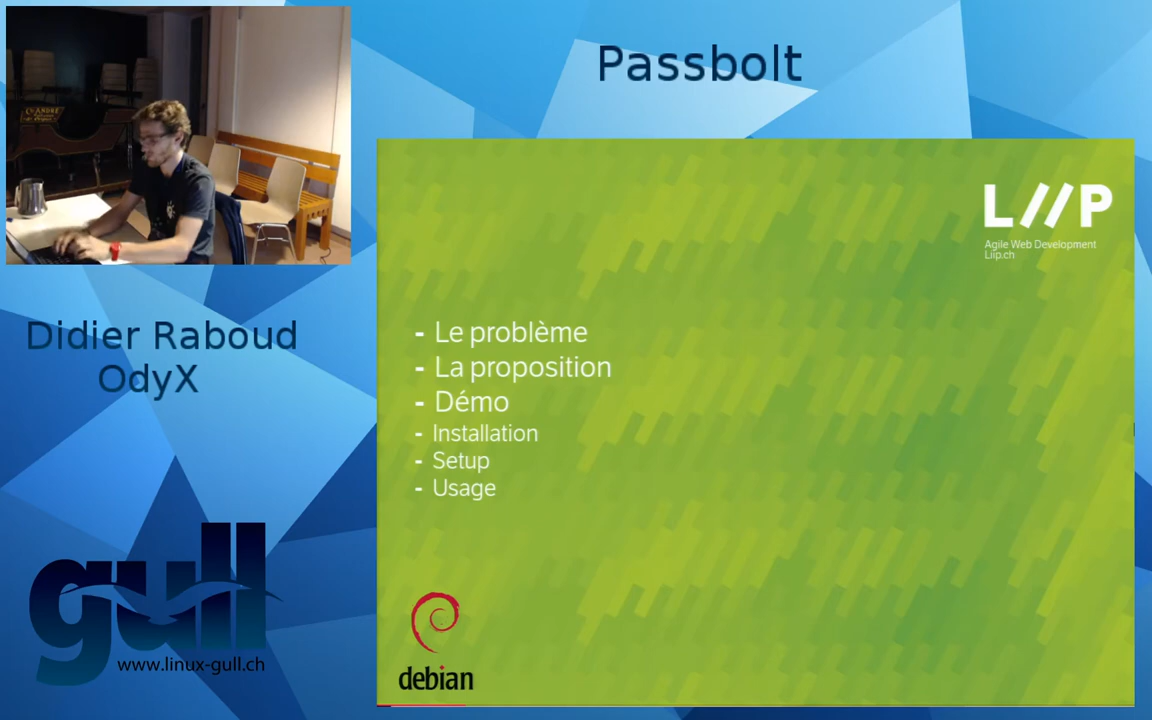 Passbolt
LIIP
Agile Web Development
Liip.ch
- Le problème
- La proposition
- Démo
- Installation
- Setup
- Usage
debian
Didier Raboud
OdyX
gull
www.linux-gull.ch